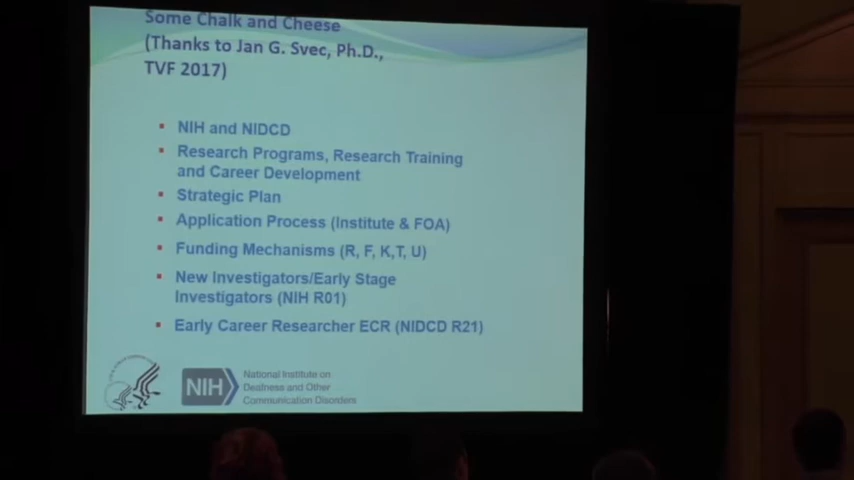 Some Chalk and Cheese
(Thanks to Jan G. Svec, Ph.D.,
TVF 2017)
NIH and NIDCD
Research Programs, Research Training
and Career Development
Strategic Plan
Application Process (Institute & FOA)
Funding Mechanisms (R, F, K,T, U)
New Investigators/Early Stage
Investigators (NIH R01)
Early Career Researcher ECR (NIDCD R21)
NIH
National Institute on
Deafness and Other
Communication Disorders